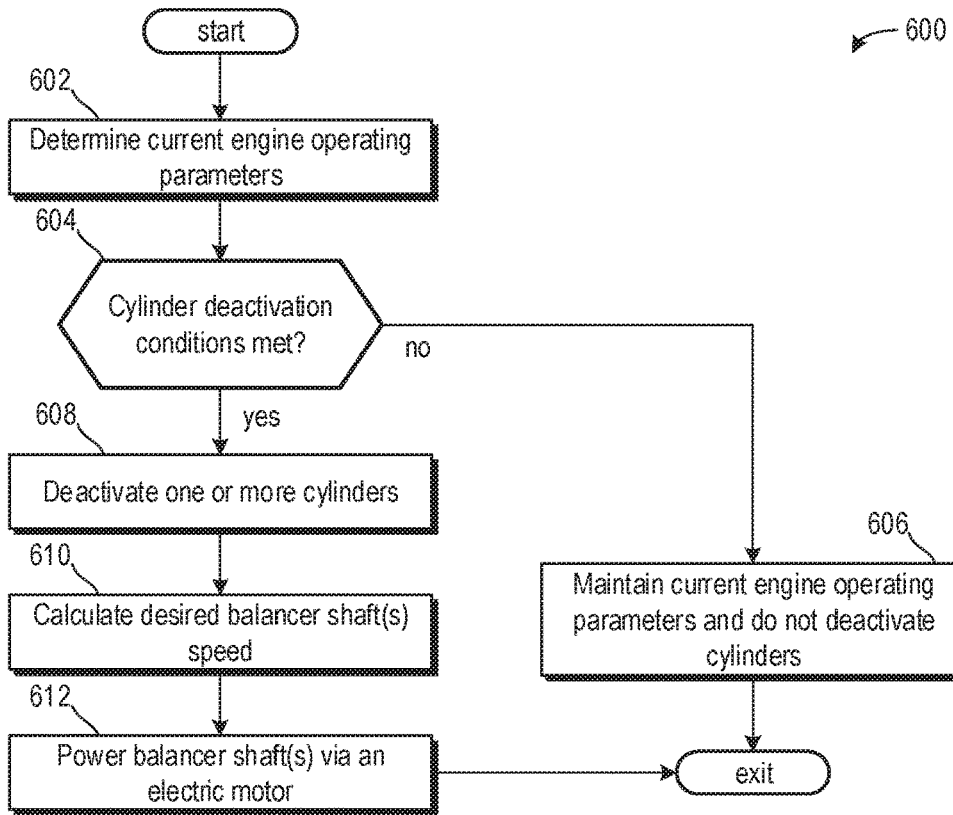 start
600
602
Determine current engine operating
parameters
604
Cylinder deactivation
conditions met?
no
yes
608
Deactivate one or more cylinders
606
Maintain current engine operating
parameters and do not deactivate
cylinders
610
Calculate desired balancer shaft(s)
speed
612
Power balancer shaft(s) via an
electric motor
exit